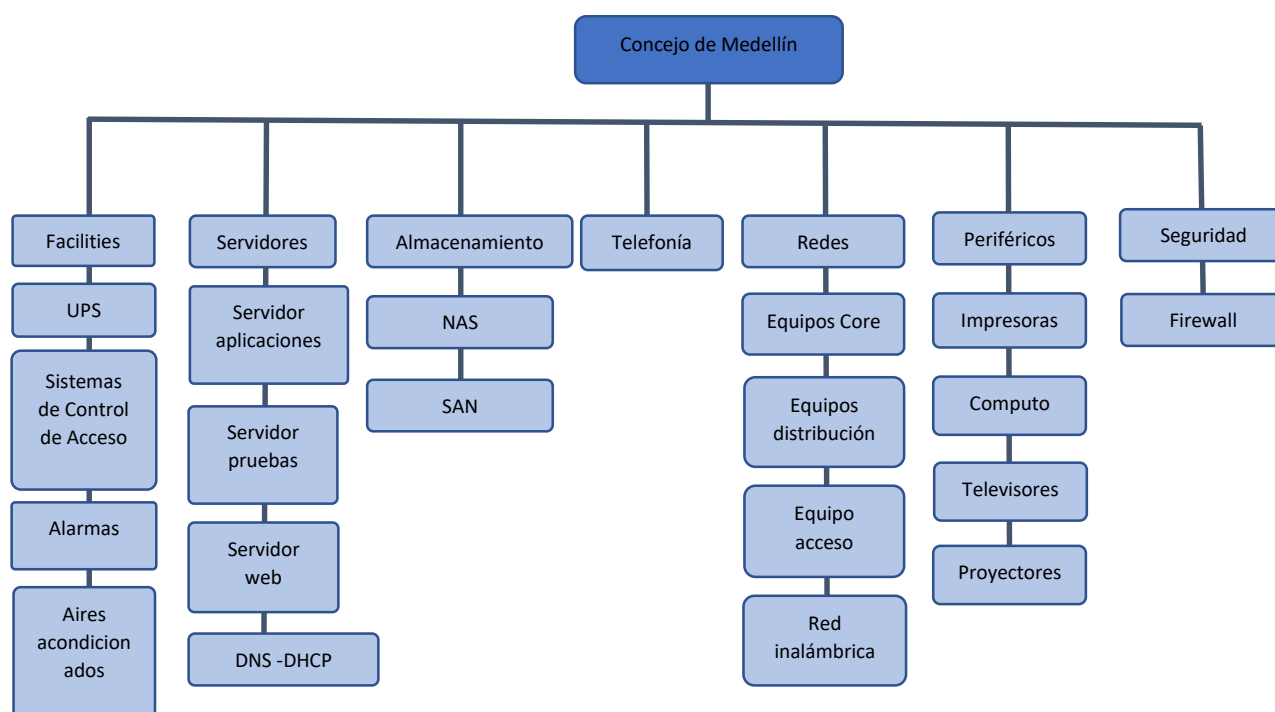 Concejo de Medellín
Facilities
Servidores
Almacenamiento
Telefonía
Redes
Periféricos
Seguridad
UPS
Sistemas
de Control
de Acceso
Alarmas
Aires
acondicion
ados
Servidor
aplicaciones
Servidor
pruebas
Servidor
web
DNS -DHCP
NAS
SAN
Equipos Core
Equipos
distribución
Equipo
acceso
Red
inalámbrica
Impresoras
Computo
Televisores
Proyectores
Firewall